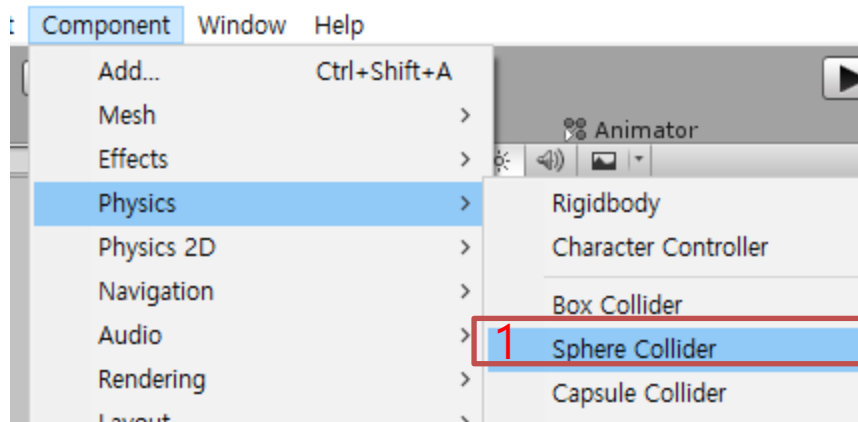 t Component Window Help
Add... Ctrl+Shift+A
Mesh
Animator
Effects
Physics
Rigidbody
Physics 2D
Character Controller
Navigation
Box Collider
Audio
1 Sphere Collider
Rendering
Capsule Collider
Layout